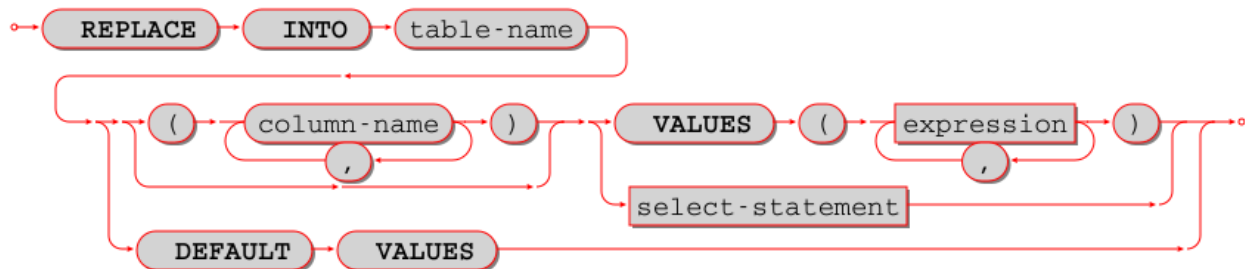 REPLACE INTO table-name
( column-name ) VALUES ( expression )
, ,
select-statement
DEFAULT VALUES